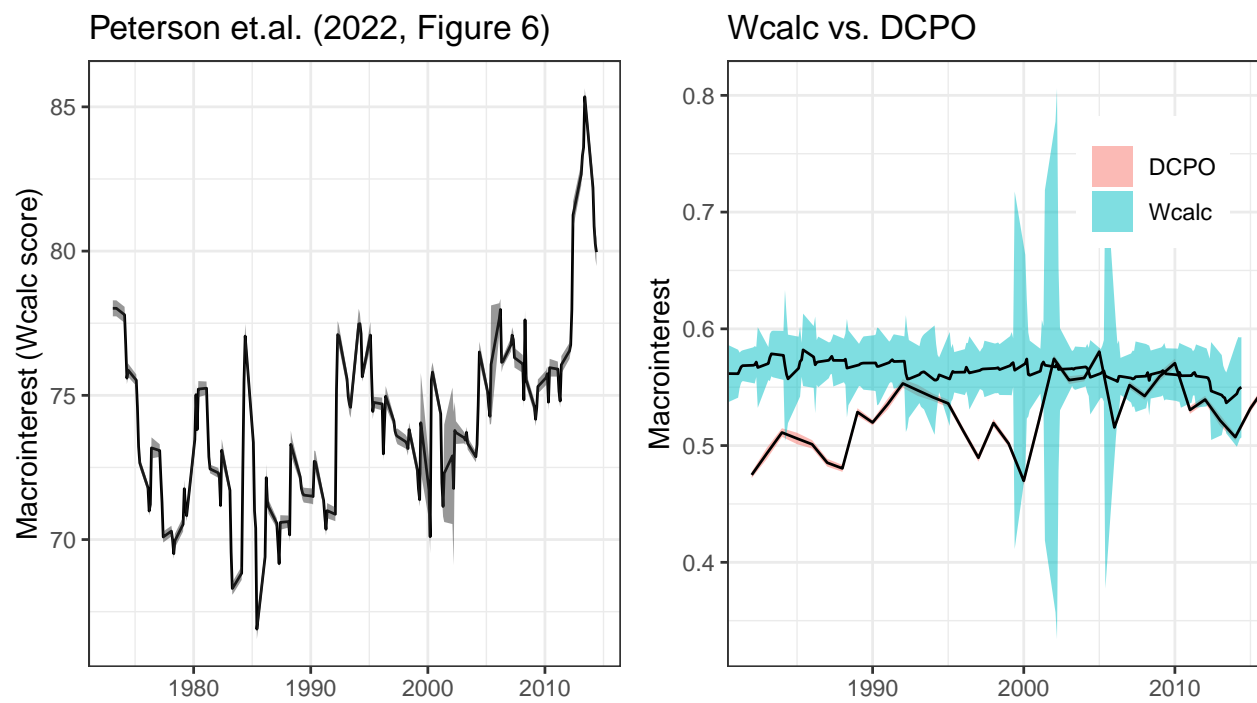 Peterson et.al. (2022, Figure 6)
Macrointerest (Wcalc score)
85
80
75
70
1980
1990
2000
2010
Wcalc vs. DCPO
Macrointerest
0.8
0.7
0.6
0.5
0.4
DCPO
Wcalc
1990
2000
2010